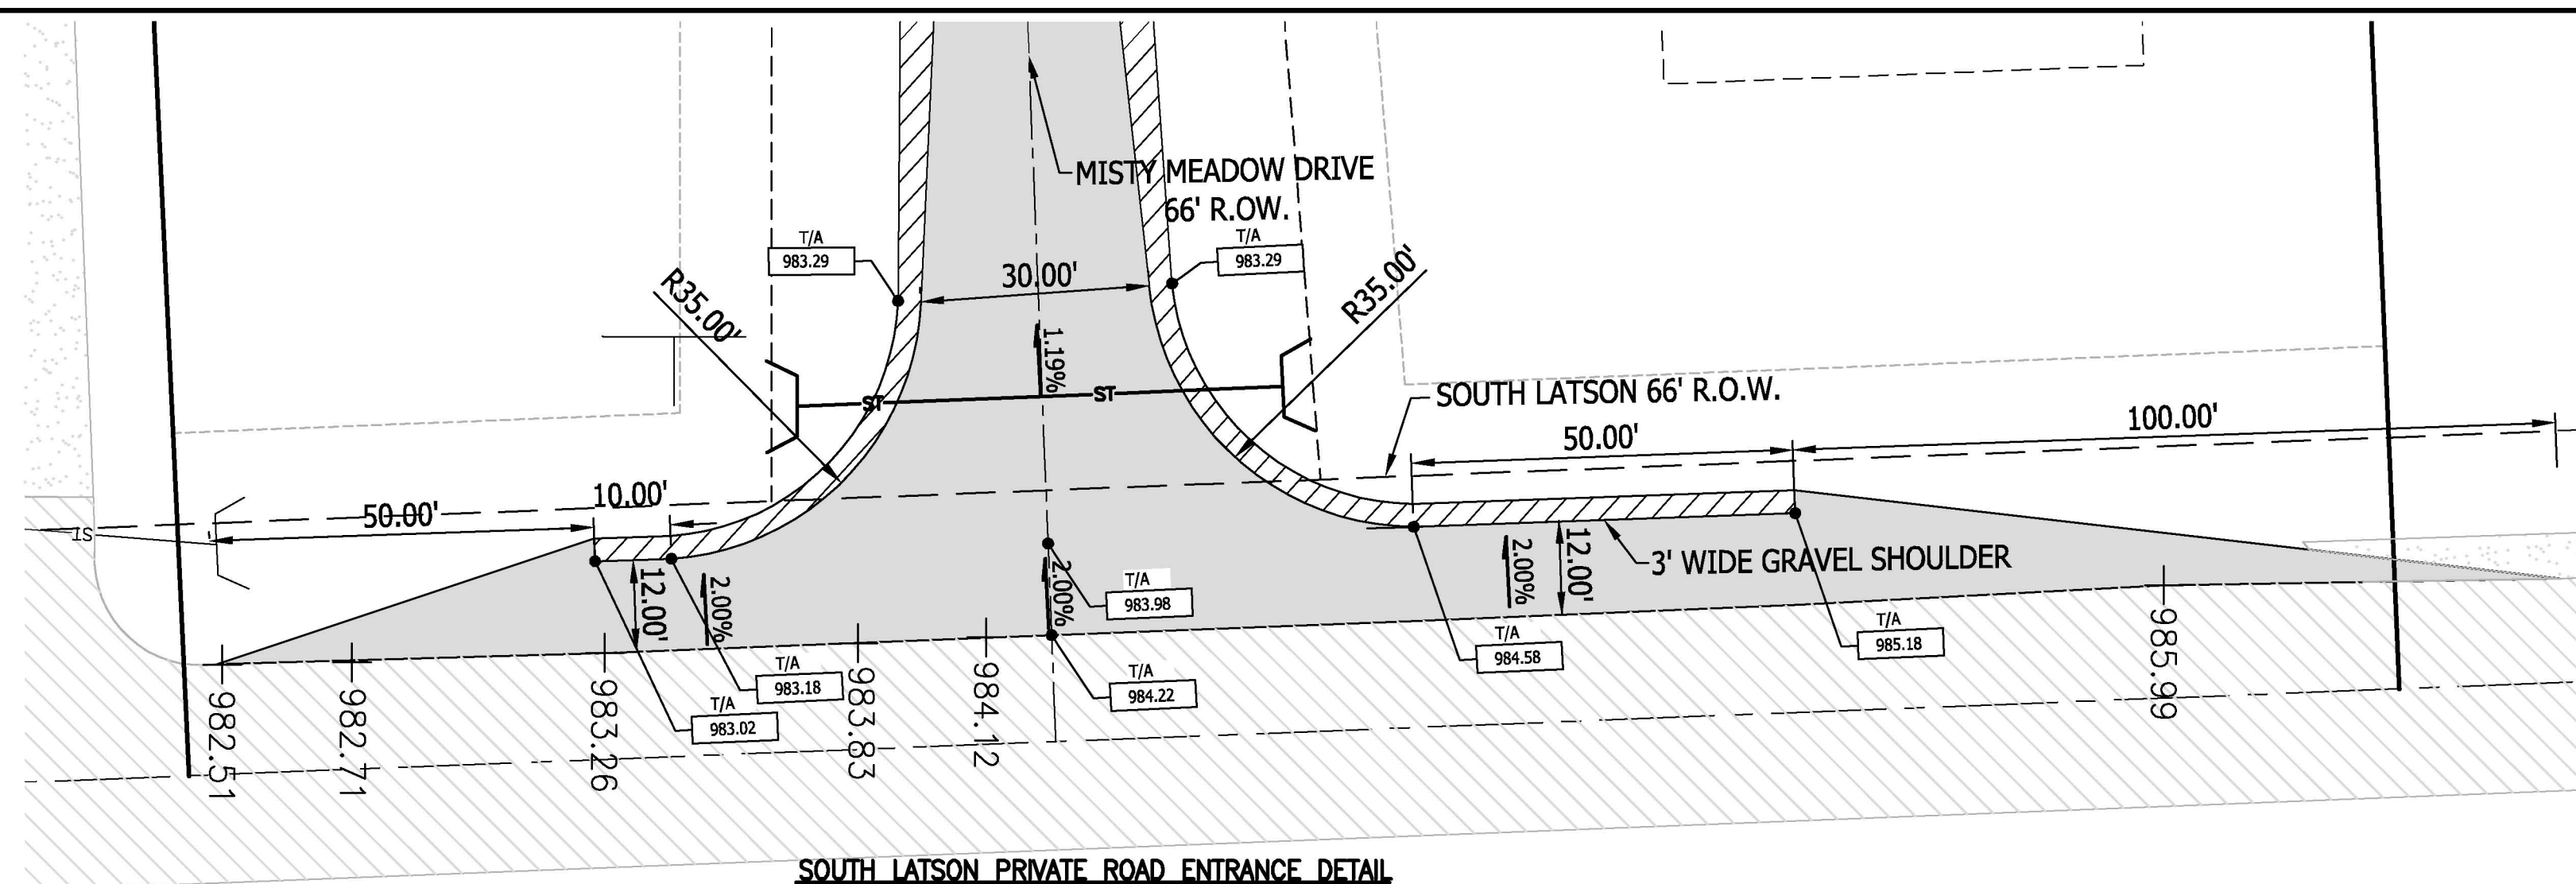 MISTY MEADOW DRIVE
66' R.OW.
T/A
983.29
T/A
983.29
30.00'
R35.00'
R35.00'
1.19%
ST
ST
SOUTH LATSON 66' R.O.W.
50.00'
100.00'
10.00'
50.00'
ST
12.00'
2.00%
2.00%
T/A
983.98
2.00%
12.00'
3' WIDE GRAVEL SHOULDER
T/A
983.18
T/A
983.02
T/A
984.22
T/A
984.58
T/A
985.18
982.51
982.71
983.26
983.83
984.12
985.99
SOUTH LATSON PRIVATE ROAD ENTRANCE DETAIL